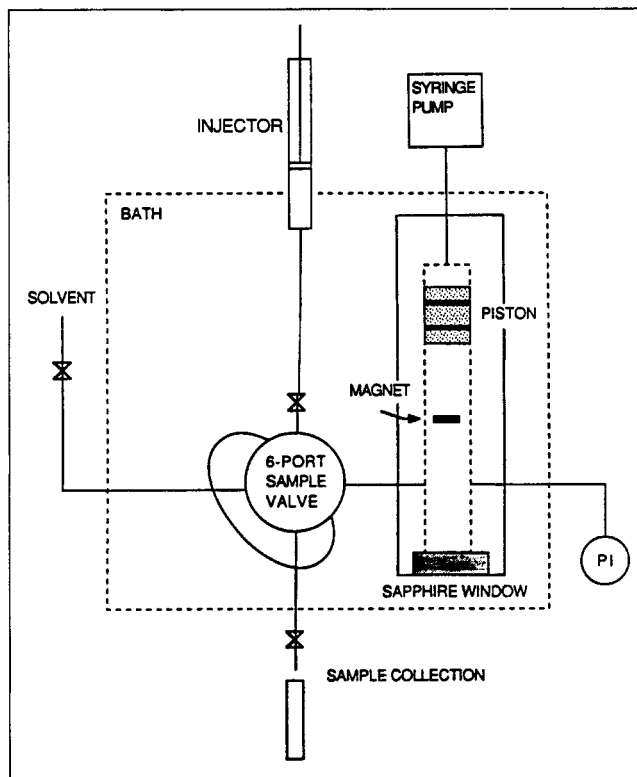 SYRINGE
PUMP
INJECTOR
BATH
SOLVENT
PISTON
MAGNET
6-PORT
SAMPLE
VALVE
PI
SAPPHIRE WINDOW
SAMPLE COLLECTION